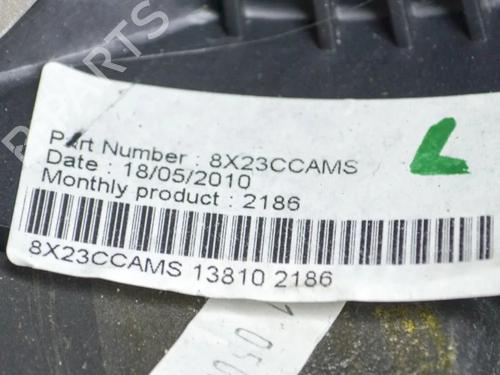 Part Number : 8X23CCAMS
Date : 18/05/2010
Monthly product : 2186
8X23CCAMS 13810 2186